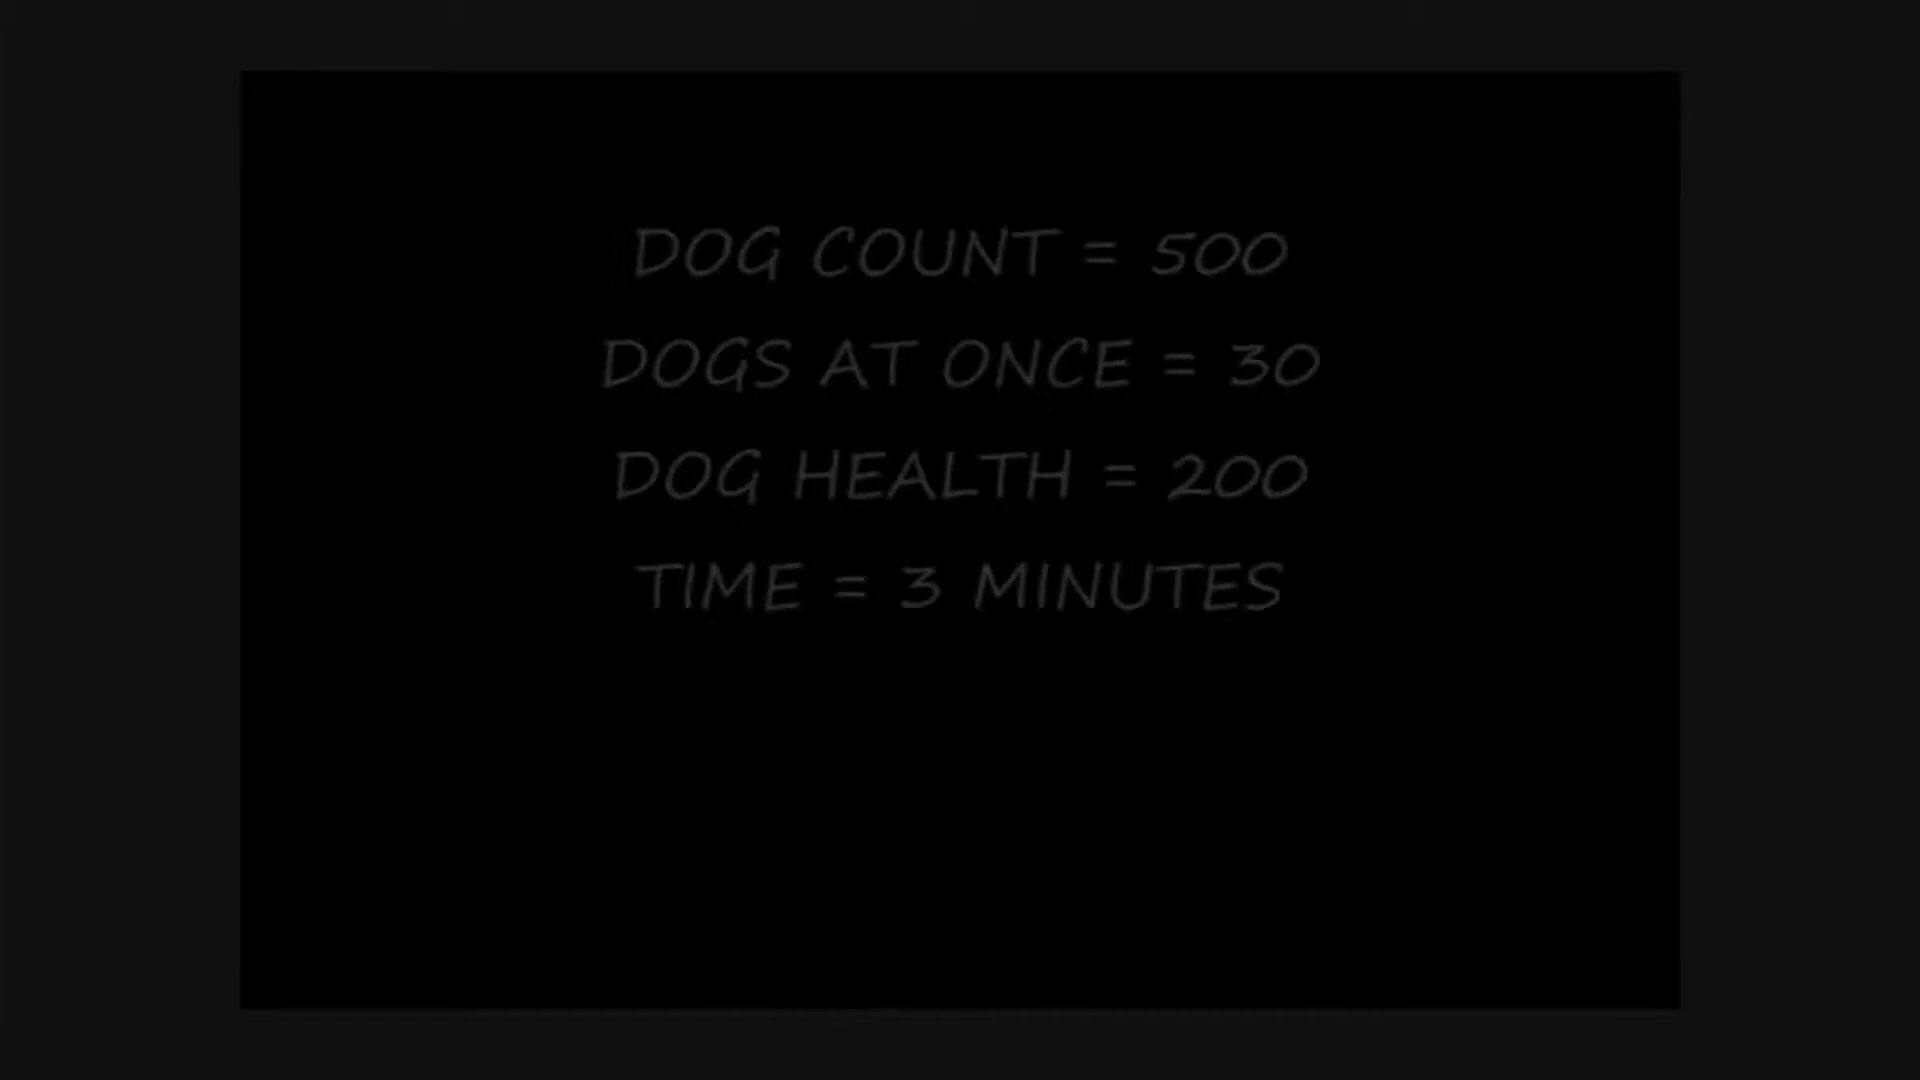 DOG COUNT = 500
DOGS AT ONCE = 30
DOG HEALTH = 200
TIME = 3 MINUTES